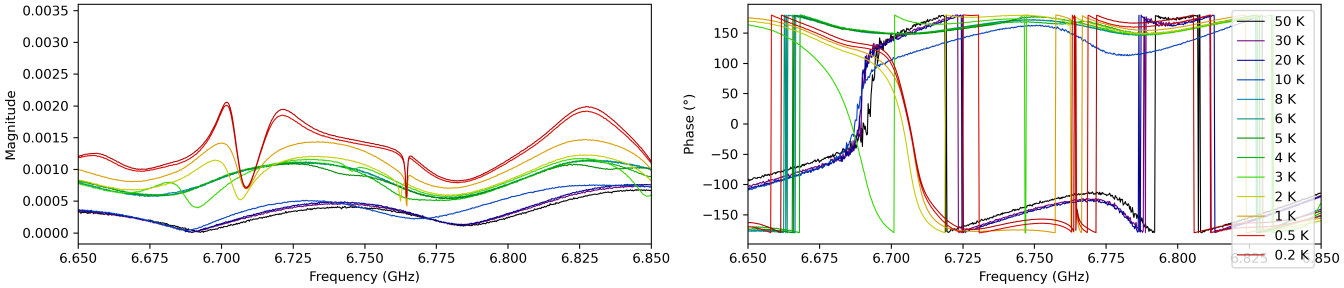 0.0035
0.0030
0.0025
0.0020
0.0015
0.0010
0.0005
0.0000
Magnitude
6.650 6.675 6.700 6.725 6.750 6.775 6.800 6.825 6.850
Frequency (GHz)
150
100
50
0
−50
−100
−150
Phase (°)
6.650 6.675 6.700 6.725 6.750 6.775 6.800 6.825 6.850
Frequency (GHz)
50 K
30 K
20 K
10 K
8 K
6 K
5 K
4 K
3 K
2 K
1 K
0.5 K
0.2 K